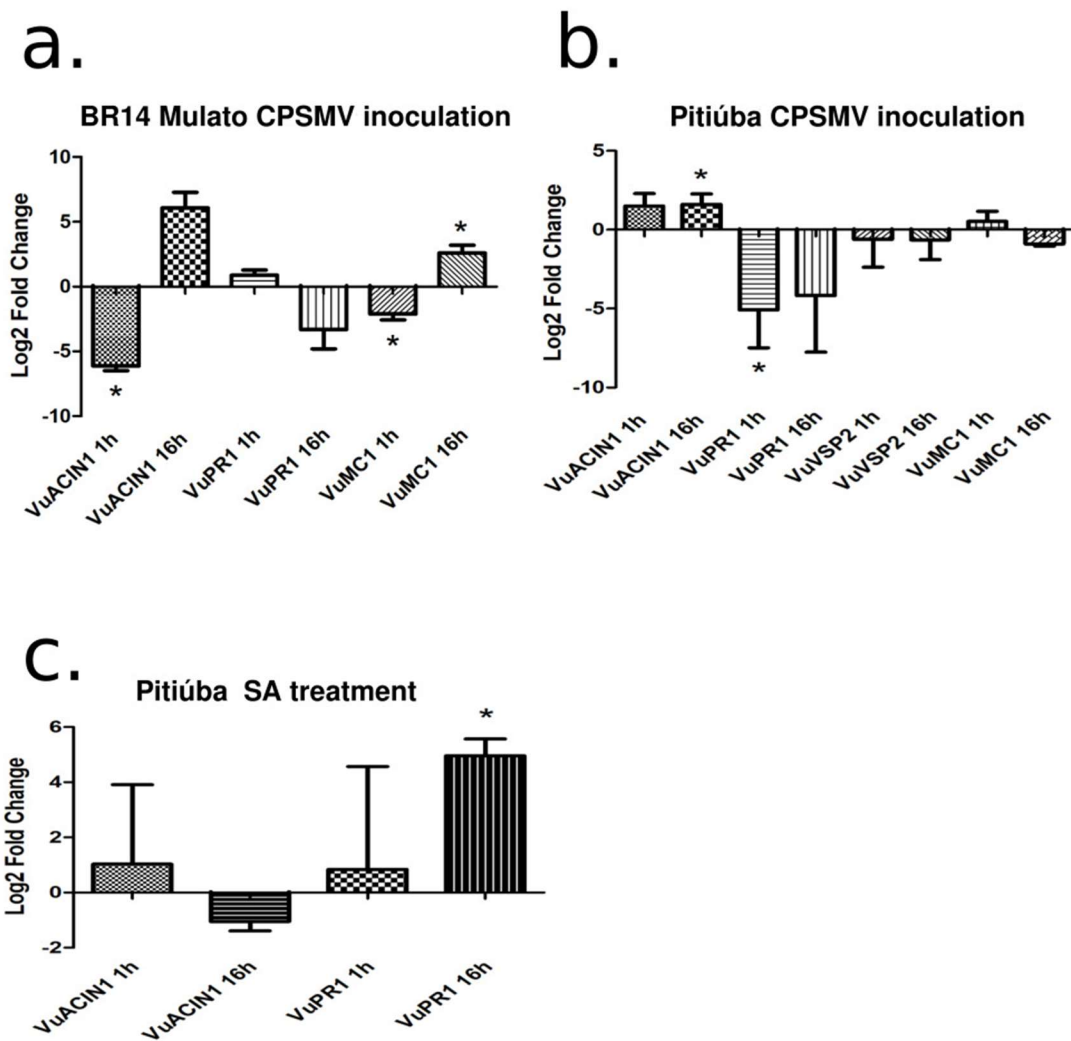 a.
BR14 Mulato CPSMV inoculation
Log2 Fold Change
10
5
0
-5
-10
*
*
*
VuACIN1 1h
VuACIN1 16h
VuPR1 1h
VuPR1 16h
VuMC1 1h
VuMC1 16h
b.
Pitiúba CPSMV inoculation
Log2 Fold Change
5
0
-5
-10
*
*
VuACIN1 1h
VuACIN1 16h
VuPR1 1h
VuPR1 16h
VuVSP2 1h
VuVSP2 16h
VuMC1 1h
VuMC1 16h
c.
Pitiúba SA treatment
Log2 Fold Change
6
4
2
0
-2
*
VuACIN1 1h
VuACIN1 16h
VuPR1 1h
VuPR1 16h